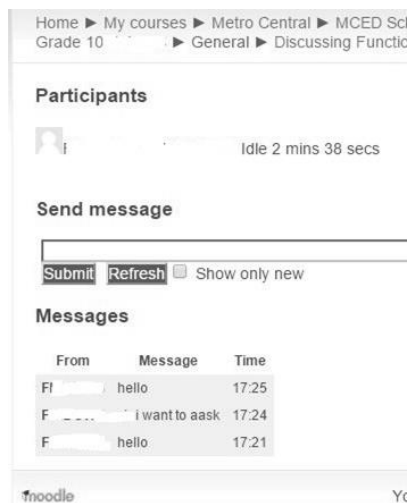 Home ► My courses ► Metro Central ► MCED Scl
Grade 10 ► General ► Discussing Functio
Participants
Idle 2 mins 38 secs
Send message
Submit Refresh Show only new
Messages
From Message Time
hello 17:25
i want to aask 17:24
hello 17:21
moodle Yo